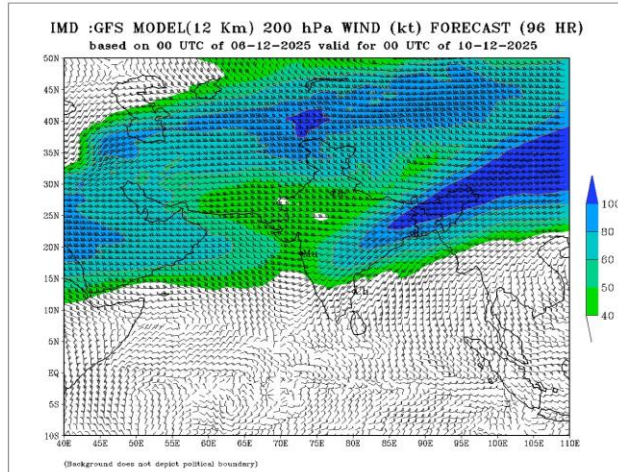 IMD :GFS MODEL(12 Km) 200 hPa WIND (kt) FORECAST (96 HR)
based on 00 UTC of 06-12-2025 valid for 00 UTC of 10-12-2025
50N
45N
40N
35N
30N
25N
20N
15N
10N
5N
EQ
5S
10S
Mu
100
80
60
50
40
40E 45E 50E 55E 60E 65E 70E 75E 80E 85E 90E 95E 100E 105E 110E
(Background does not depict political boundary)